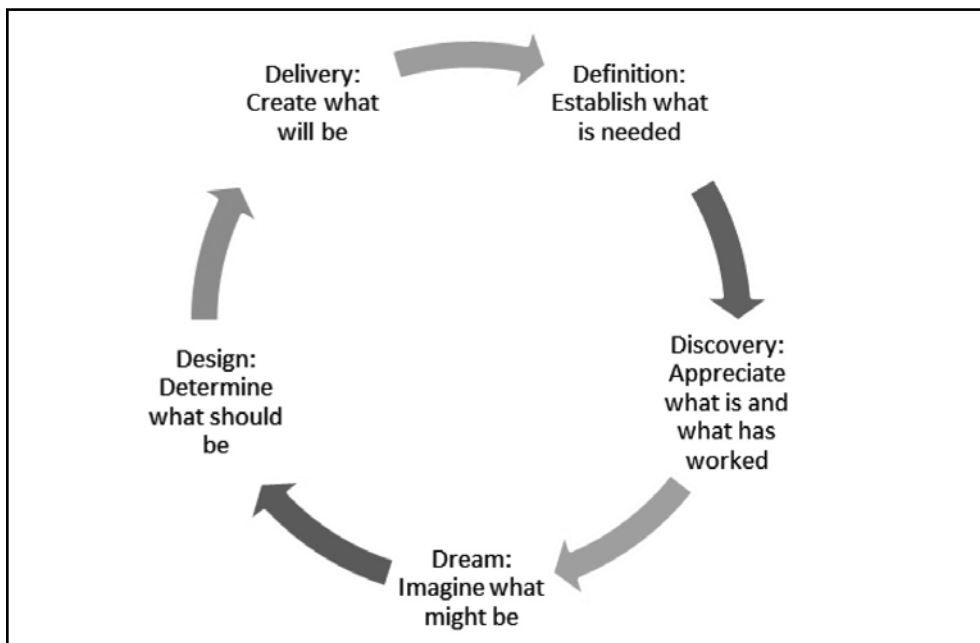 Delivery:
Create what
will be
Definition:
Establish what
is needed
Discovery:
Appreciate
what is and
what has
worked
Dream:
Imagine what
might be
Design:
Determine
what should
be